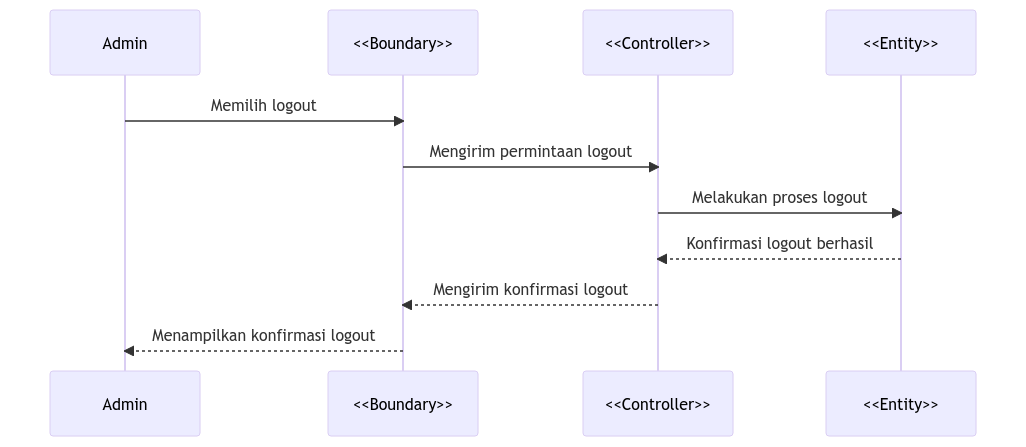 Admin
<<Boundary>>
<<Controller>>
<<Entity>>
Memilih logout
Mengirim permintaan logout
Melakukan proses logout
Konfirmasi logout berhasil
Mengirim konfirmasi logout
Menampilkan konfirmasi logout
Admin
<<Boundary>>
<<Controller>>
<<Entity>>